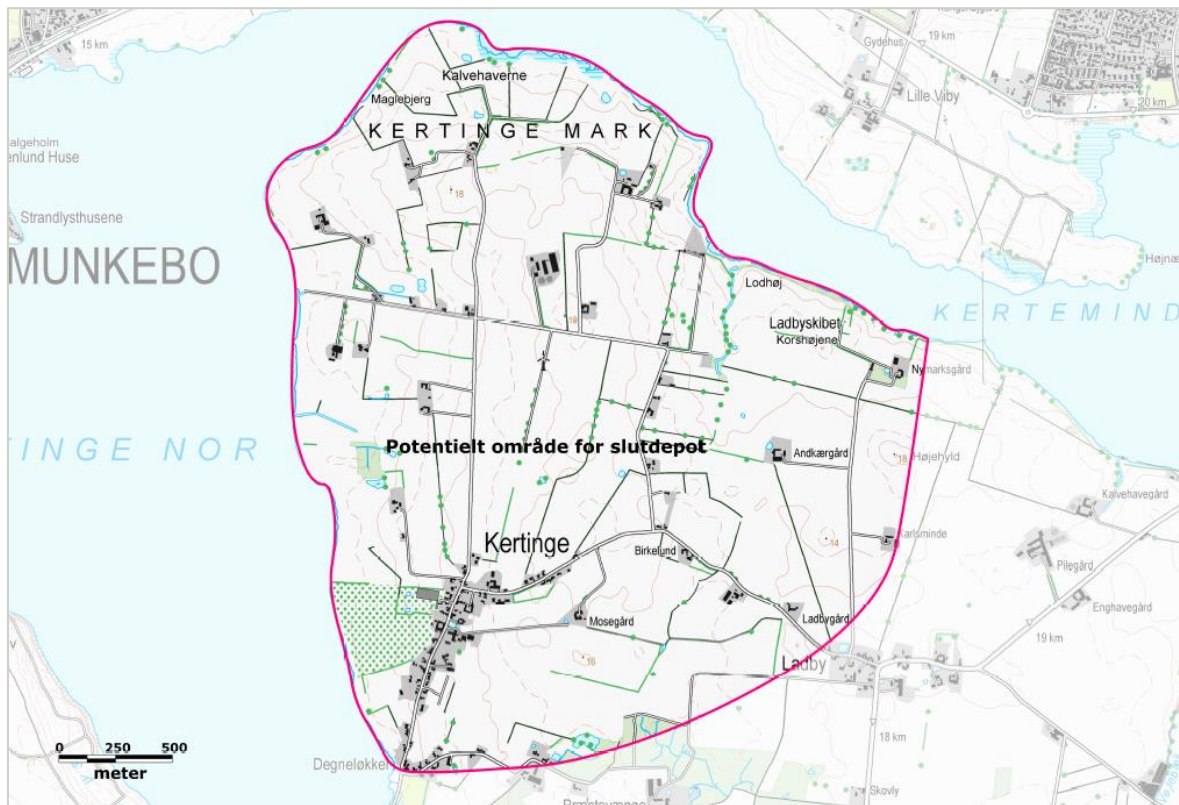 15 km
19 km
Gydehus
Kalvehaverne
Lille Viby
Maglebjerg
20 km
KERTINGE MARK
algeholm
enlund Huse
18
Strandlysthusene
MUNKEBO
Højnæ
Lodhøj
KERTEMIND
Ladbyskibet
Korshøjene
18
Nymarksgård
TINGE NOR
Potentielt område for slutdepot
Andkærgård
18
Højehyld
Kalvehavegård
Kertinge
14
Karlsminde
Birkelund
Pilegård
Mosegård
Ladbygård
Enghavegård
19 km
16
Ladby
0 250 500
meter
18 km
Degneløkker
Skovly